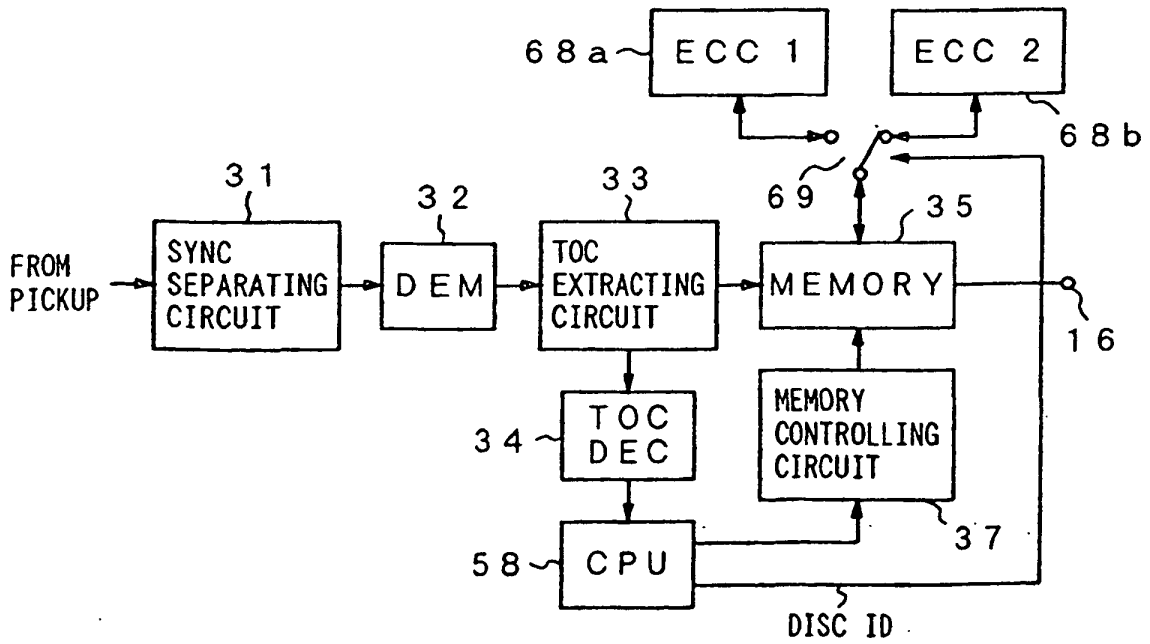 68a
ECC 1
ECC 2
68b
69
31
32
33
35
FROM
PICKUP
SYNC
SEPARATING
CIRCUIT
DEM
TOC
EXTRACTING
CIRCUIT
MEMORY
16
34
TOC
DEC
MEMORY
CONTROLLING
CIRCUIT
37
58
CPU
DISC ID